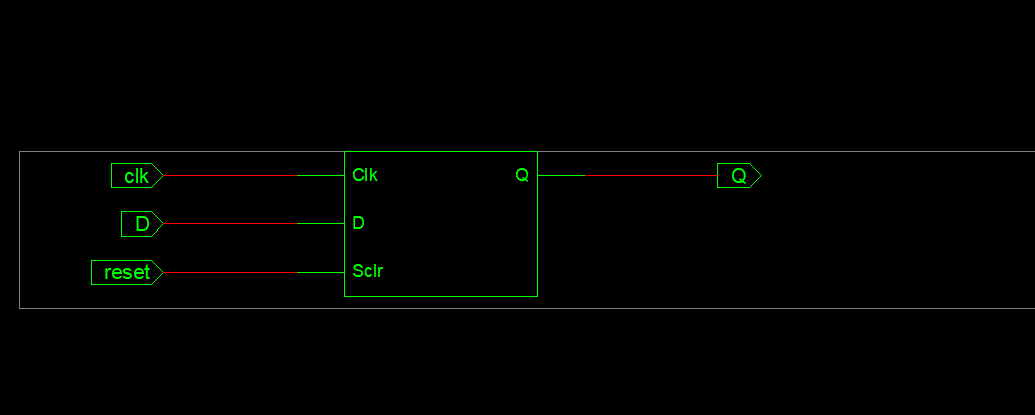 clk Clk Q Q
D D
reset Sclr